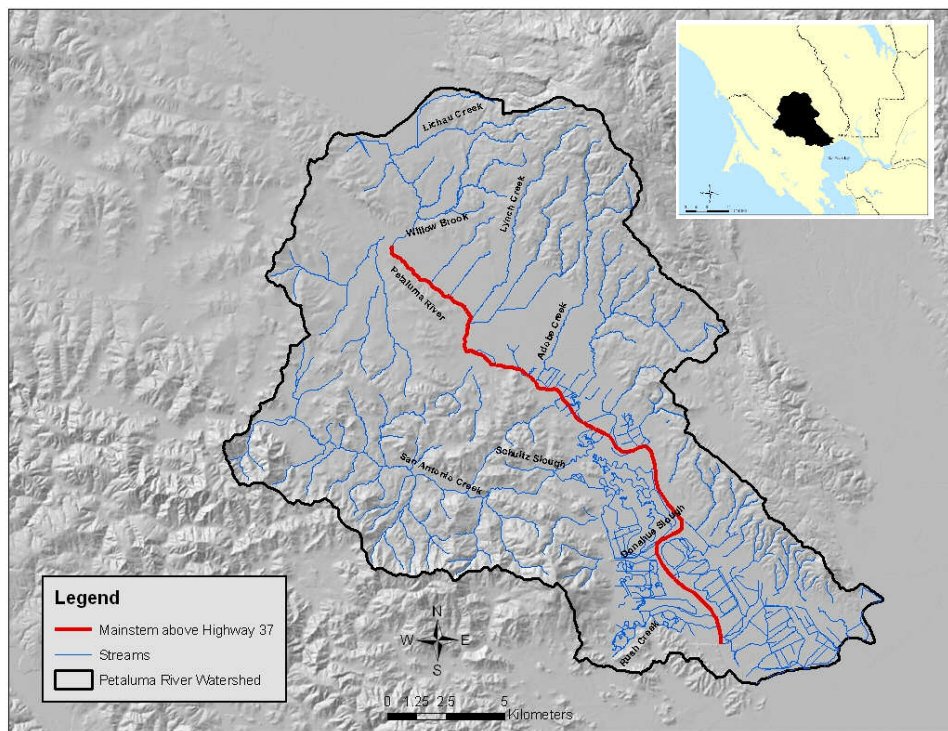 Lichau Creek
Willow Brook
Lynch Creek
Petaluma River
Adobe Creek
Schultz Slough
San Antonio Creek
Donahue Slough
Rush Creek
Legend
Mainstem above Highway 37
Streams
Petaluma River Watershed
N
W E
S
0 1.25 2.5 5
Kilometers